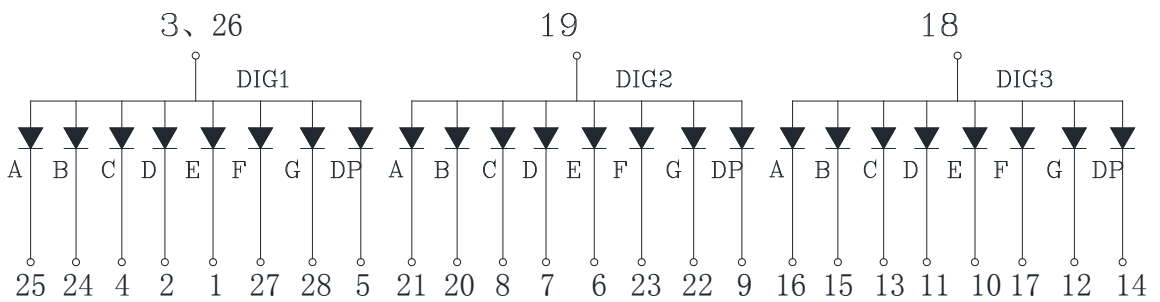 3、26 19 18
DIG1 DIG2 DIG3
A B C D E F G DP A B C D E F G DP A B C D E F G DP
25 24 4 2 1 27 28 5 21 20 8 7 6 23 22 9 16 15 13 11 10 17 12 14